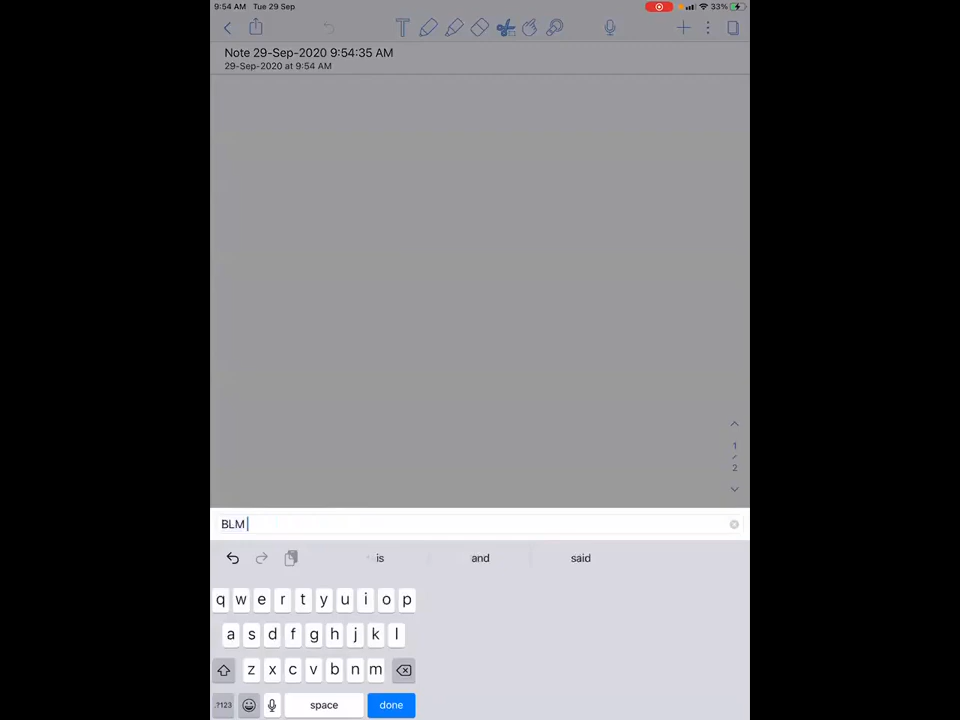 9:54 AM Tue 29 Sep 33%
T
Note 29-Sep-2020 9:54:35 AM
29-Sep-2020 at 9:54 AM
1
/
2
BLM
is and said
q w e r t y u i o p
a s d f g h j k l
z x c v b n m
.?123 space done